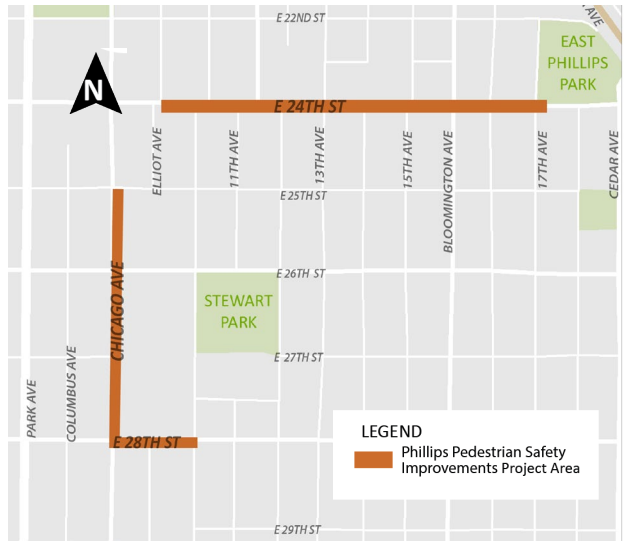 E 22ND ST
AVE
EAST
PHILLIPS
PARK
N
E 24TH ST
ELLIOT AVE
11TH AVE
13TH AVE
15TH AVE
BLOOMINGTON AVE
17TH AVE
CEDAR AVE
E 25TH ST
CHICAGO AVE
E 26TH ST
STEWART
PARK
E 27TH ST
PARK AVE
COLUMBUS AVE
E 28TH ST
LEGEND
Phillips Pedestrian Safety
Improvements Project Area
E 29TH ST